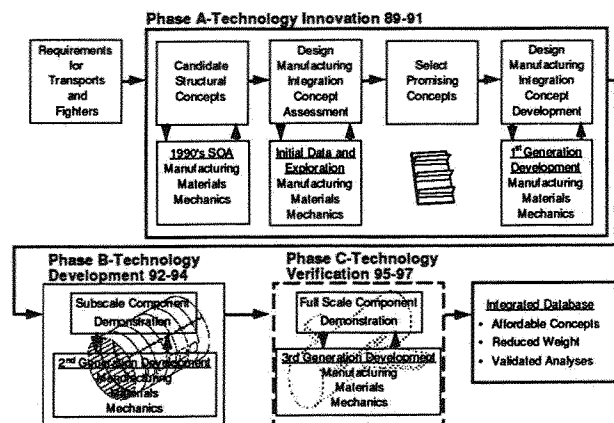 Phase A-Technology Innovation 89-91
Requirements
for
Transports
and
Fighters
Candidate
Structural
Concepts
Design
Manufacturing
Integration
Concept
Assessment
Select
Promising
Concepts
Design
Manufacturing
Integration
Concept
Development
1990's SOA
Manufacturing
Materials
Mechanics
Initial Data and
Exploration
Manufacturing
Materials
Mechanics
1st Generation
Development
Manufacturing
Materials
Mechanics
Phase B-Technology
Development 92-94
Subscale Component
Demonstration
2nd Generation Development
Manufacturing
Materials
Mechanics
Phase C-Technology
Verification 95-97
Full Scale Component
Demonstration
3rd Generation Development
Manufacturing
Materials
Mechanics
Integrated Database
• Affordable Concepts
• Reduced Weight
• Validated Analyses